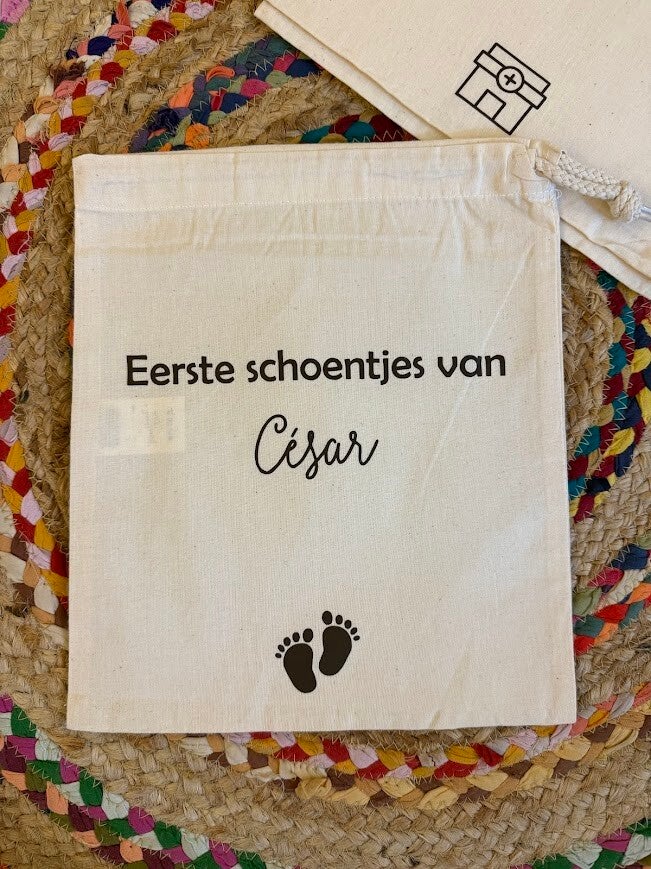 Eerste schoentjes van
César